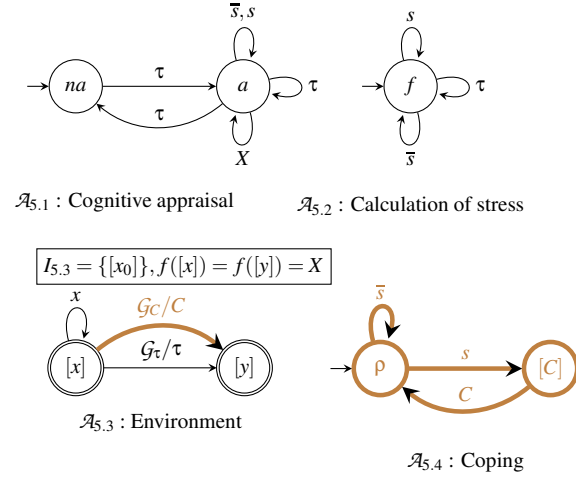 s̅, s
s
na
τ
a
τ
f
τ
τ
X
s̅
𝒜5.1 : Cognitive appraisal
𝒜5.2 : Calculation of stress
I5.3 = {[x0]}, f([x]) = f([y]) = X
x
𝒢C/C
s̅
[x]
𝒢τ/τ
[y]
ρ
s
[C]
C
𝒜5.3 : Environment
𝒜5.4 : Coping